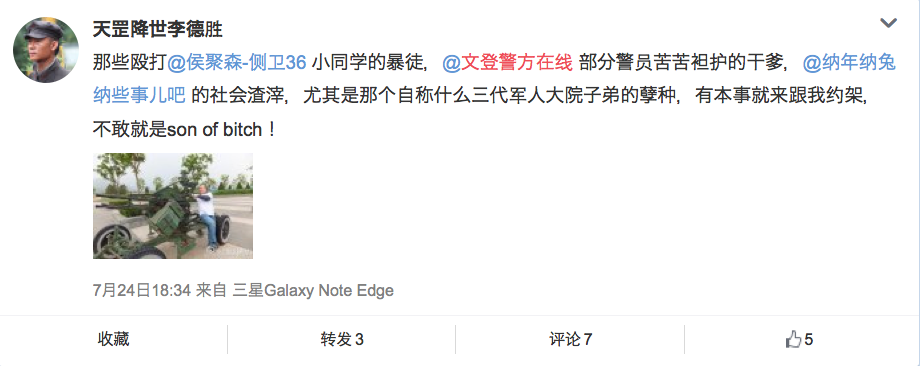 天罡降世李德胜
那些殴打@侯聚森-侧卫36 小同学的暴徒，@文登警方在线 部分警员苦苦袒护的干爹，@纳年纳兔
纳些事儿吧 的社会渣滓，尤其是那个自称什么三代军人大院子弟的孽种，有本事就来跟我约架，
不敢就是son of bitch！
7月24日18:34 来自 三星Galaxy Note Edge
收藏 转发 3 评论 7 5